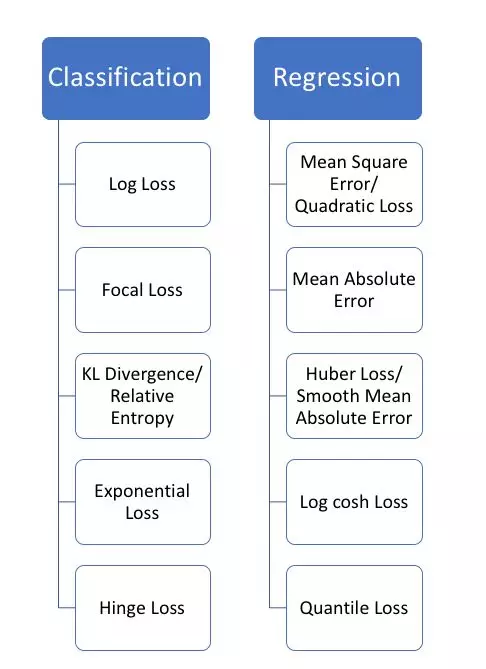 Classification
Log Loss
Focal Loss
KL Divergence/
Relative
Entropy
Exponential
Loss
Hinge Loss
Regression
Mean Square
Error/
Quadratic Loss
Mean Absolute
Error
Huber Loss/
Smooth Mean
Absolute Error
Log cosh Loss
Quantile Loss